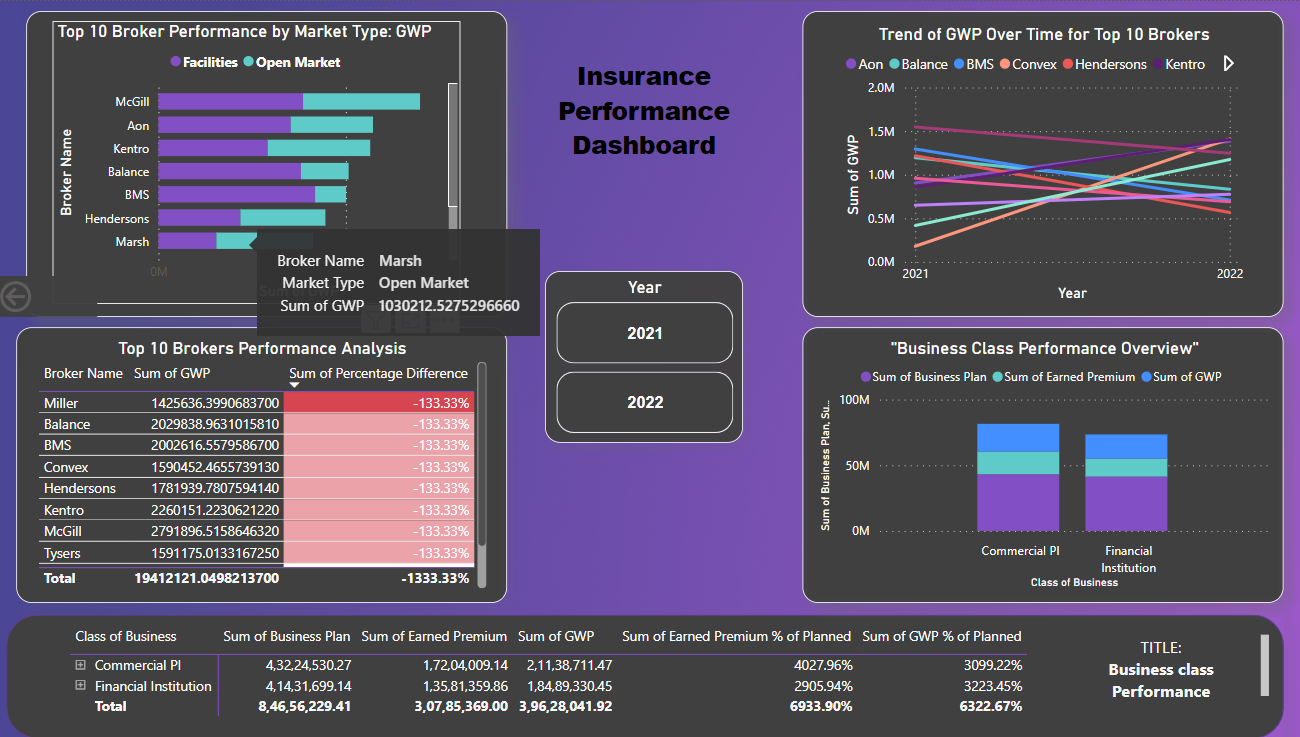 Top 10 Broker Performance by Market Type: GWP
Facilities Open Market
Broker Name
McGill
Aon
Kentro
Balance
BMS
Hendersons
Marsh
0M
Broker Name Marsh
Market Type Open Market
Sum of GWP 1030212.5275296660
Insurance
Performance
Dashboard
Trend of GWP Over Time for Top 10 Brokers
Aon Balance BMS Convex Hendersons Kentro
Sum of GWP
2.0M
1.5M
1.0M
0.5M
0.0M
2021 2022
Year
Year
2021
2022
Top 10 Brokers Performance Analysis
Broker Name Sum of GWP Sum of Percentage Difference
Miller 1425636.3990683700 -133.33%
Balance 2029838.9631015810 -133.33%
BMS 2002616.5579586700 -133.33%
Convex 1590452.4655739130 -133.33%
Hendersons 1781939.7807594140 -133.33%
Kentro 2260151.2230621220 -133.33%
McGill 2791896.5158646320 -133.33%
Tysers 1591175.0133167250 -133.33%
Total 19412121.0498213700 -1333.33%
"Business Class Performance Overview"
Sum of Business Plan Sum of Earned Premium Sum of GWP
Sum of Business Plan, Su...
100M
50M
0M
Commercial PI Financial
Institution
Class of Business
Class of Business Sum of Business Plan Sum of Earned Premium Sum of GWP Sum of Earned Premium % of Planned Sum of GWP % of Planned
Commercial PI 4,32,24,530.27 1,72,04,009.14 2,11,38,711.47 4027.96% 3099.22%
Financial Institution 4,14,31,699.14 1,35,81,359.86 1,84,89,330.45 2905.94% 3223.45%
Total 8,46,56,229.41 3,07,85,369.00 3,96,28,041.92 6933.90% 6322.67%
TITLE:
Business class
Performance